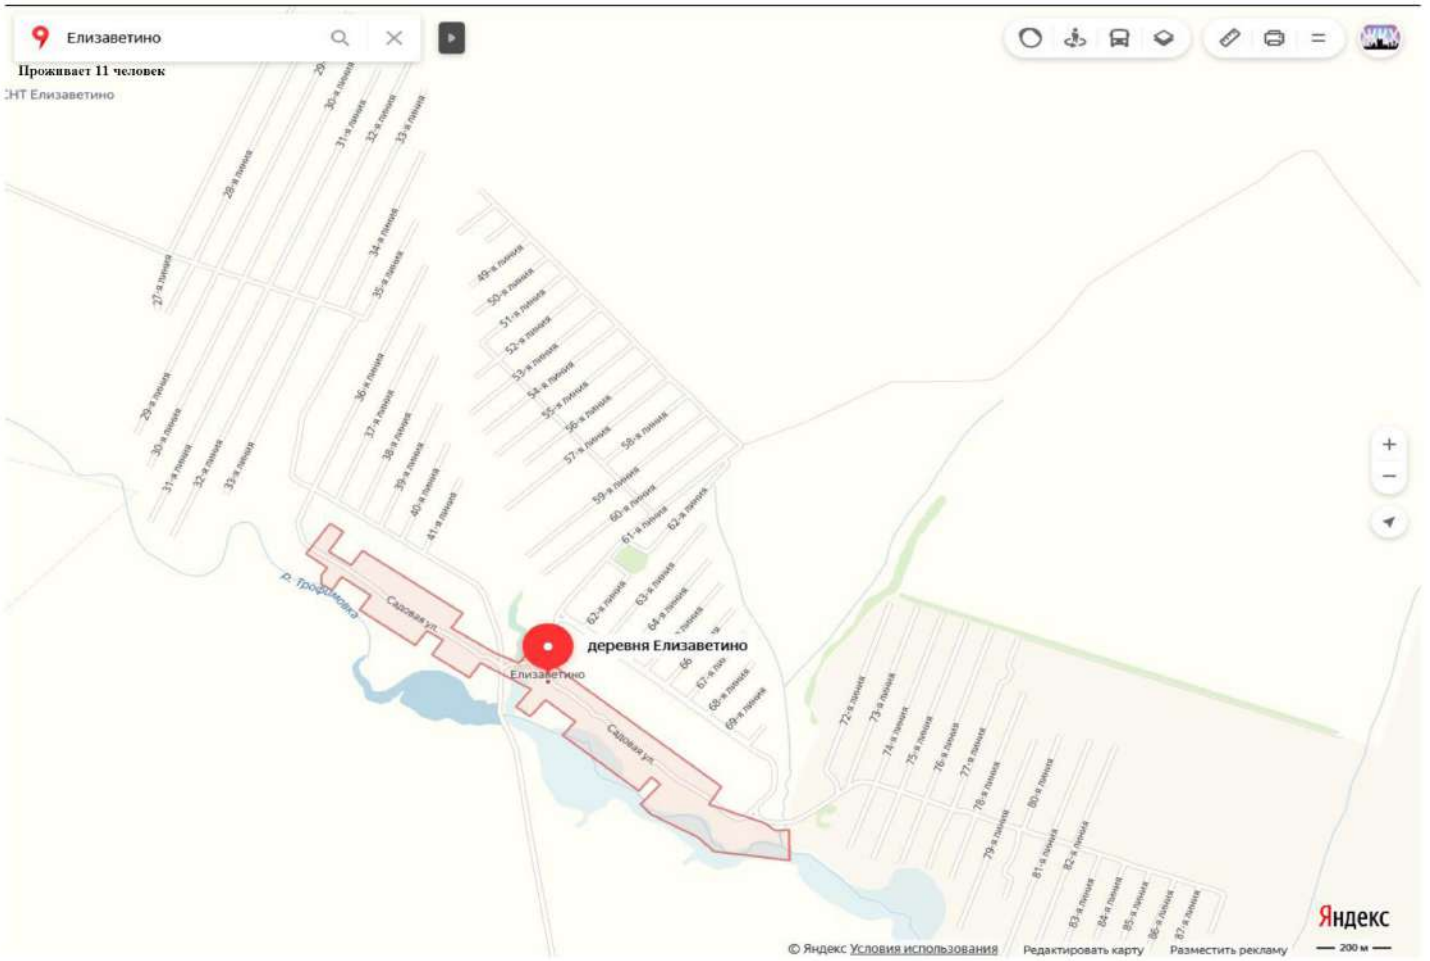 Елизаветино
Проживает 11 человек
СНТ Елизаветино
29-
30-я линия
31-я линия
32-я линия
33-я линия
28-я линия
34-я линия
35-я линия
27-я линия
49-я линия
50-я линия
51-я линия
52-я линия
53-я линия
54-я линия
55-я линия
56-я линия
57-я линия
58-я линия
36-я линия
37-я линия
38-я линия
39-я линия
40-я линия
41-я линия
29-я линия
30-я линия
31-я линия
32-я линия
33-я линия
59-я линия
60-я линия
61-я линия
62-я линия
р. Трофимовка
Садовая ул.
62-я линия
63-я линия
64-я линия
линия
66
67-я ли
68-я линия
69-я линия
деревня Елизаветино
Елизаветино
Садовая ул.
72-я линия
73-я линия
74-я линия
75-я линия
76-я линия
77-я линия
78-я линия
79-я линия
80-я линия
81-я линия
82-я линия
83-я линия
84-я линия
85-я линия
86-я линия
87-я линия
Яндекс
© Яндекс Условия использования Редактировать карту Разместить рекламу 200 м